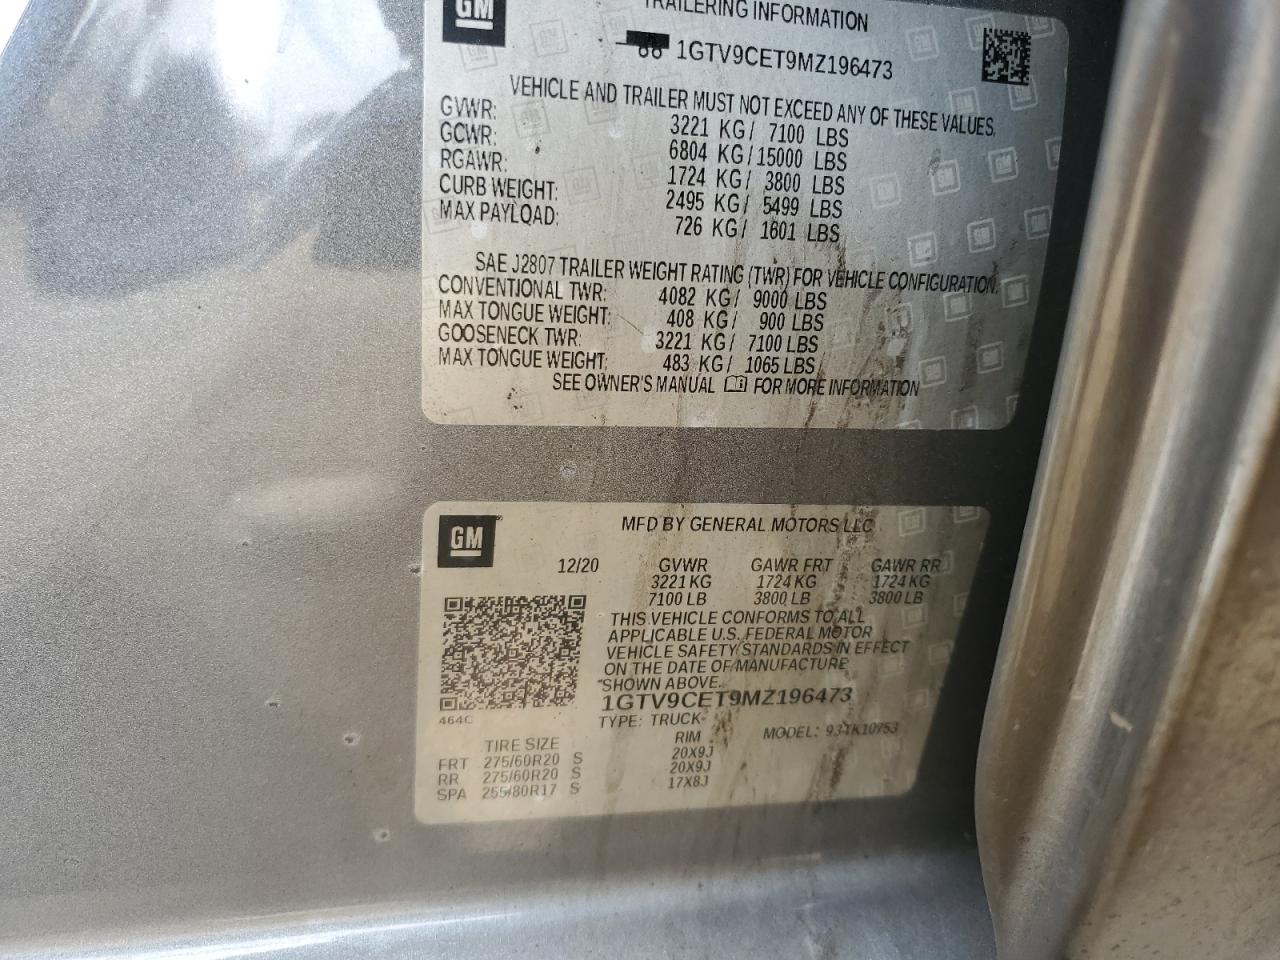 GM
TRAILERING INFORMATION
1GTV9CET9MZ196473
VEHICLE AND TRAILER MUST NOT EXCEED ANY OF THESE VALUES.
GVWR: 3221 KG/ 7100 LBS
GCWR: 6804 KG/ 15000 LBS
RGAWR: 1724 KG/ 3800 LBS
CURB WEIGHT: 2495 KG/ 5499 LBS
MAX PAYLOAD: 726 KG/ 1601 LBS
SAE J2807 TRAILER WEIGHT RATING (TWR) FOR VEHICLE CONFIGURATION.
CONVENTIONAL TWR: 4082 KG/ 9000 LBS
MAX TONGUE WEIGHT: 408 KG/ 900 LBS
GOOSENECK TWR: 3221 KG/ 7100 LBS
MAX TONGUE WEIGHT: 483 KG/ 1065 LBS
SEE OWNER'S MANUAL FOR MORE INFORMATION
GM
MFD BY GENERAL MOTORS LLC
12/20 GVWR GAWR FRT GAWR RR
3221 KG 1724 KG 1724 KG
7100 LB 3800 LB 3800 LB
THIS VEHICLE CONFORMS TO ALL
APPLICABLE U.S. FEDERAL MOTOR
VEHICLE SAFETY STANDARDS IN EFFECT
ON THE DATE OF MANUFACTURE
SHOWN ABOVE.
1GTV9CET9MZ196473
464C
TYPE: TRUCK MODEL:
TIRE SIZE RIM
FRT 275/60R20 S 20X9J
RR 275/60R20 S 20X9J
SPA 255/80R17 S 17X8J